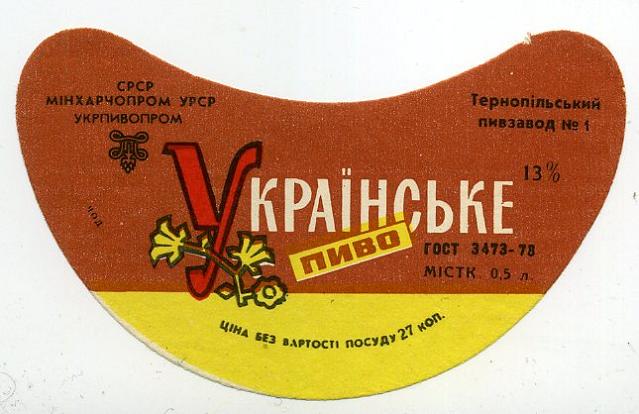 СРСР
МІНХАРЧОПРОМ УРСР
УКРПИВОПРОМ
Тернопільський
пивзавод № 1
УКРАЇНСЬКЕ
13%
ПИВО
ГОСТ 3473-78
МІСТК. 0,5 л.
ЦІНА БЕЗ ВАРТОСТІ ПОСУДУ 27 коп.